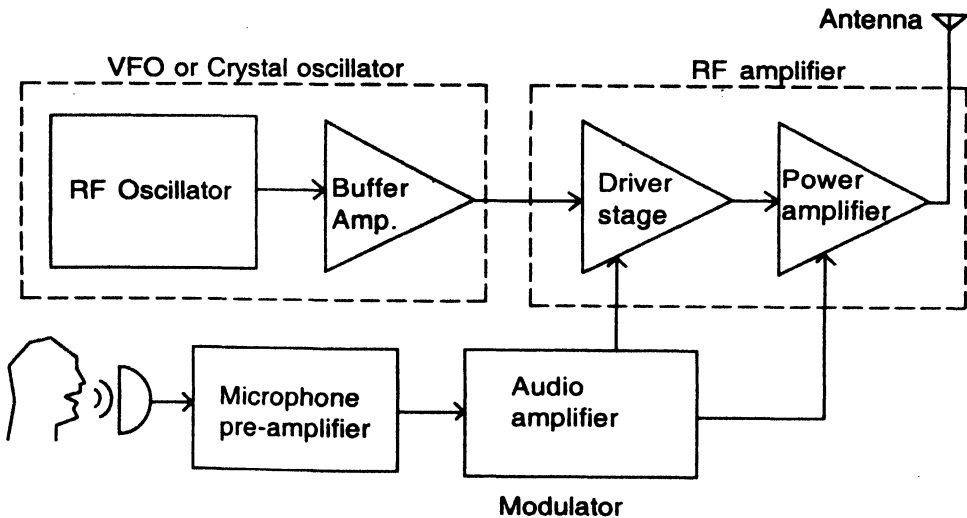 Antenna
VFO or Crystal oscillator
RF amplifier
RF Oscillator
Buffer
Amp.
Driver
stage
Power
amplifier
Microphone
pre-amplifier
Audio
amplifier
Modulator